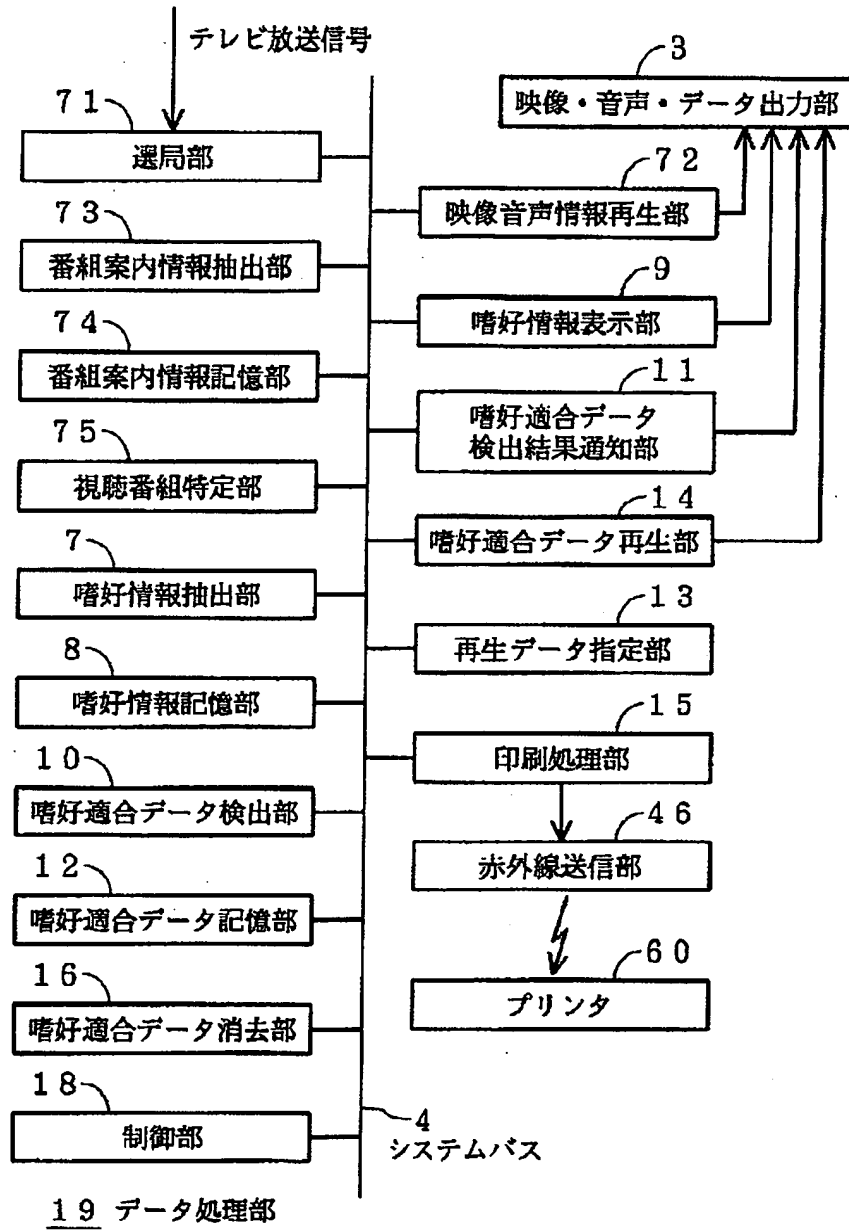 テレビ放送信号
71
選局部
73
番組案内情報抽出部
74
番組案内情報記憶部
75
視聴番組特定部
7
嗜好情報抽出部
8
嗜好情報記憶部
10
嗜好適合データ検出部
12
嗜好適合データ記憶部
16
嗜好適合データ消去部
18
制御部
19 データ処理部
3
映像・音声・データ出力部
72
映像音声情報再生部
9
嗜好情報表示部
11
嗜好適合データ
検出結果通知部
14
嗜好適合データ再生部
13
再生データ指定部
15
印刷処理部
46
赤外線送信部
60
プリンタ
4
システムバス